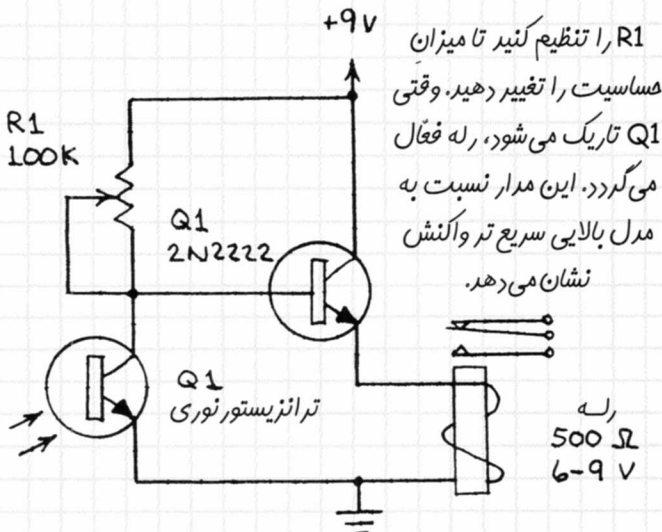 +9V
R1 را تنظیم کنید تا میزان
حساسیت را تغییر دهید. وقتی
Q1 تاریک می‌شود، رله فعّال
می‌گردد. این مدار نسبت به
مدل بالایی سریع‌تر واکنش
نشان می‌دهد.
R1
100K
Q1
2N2222
Q1
ترانزیستور نوری
رله
500 Ω
6-9 V